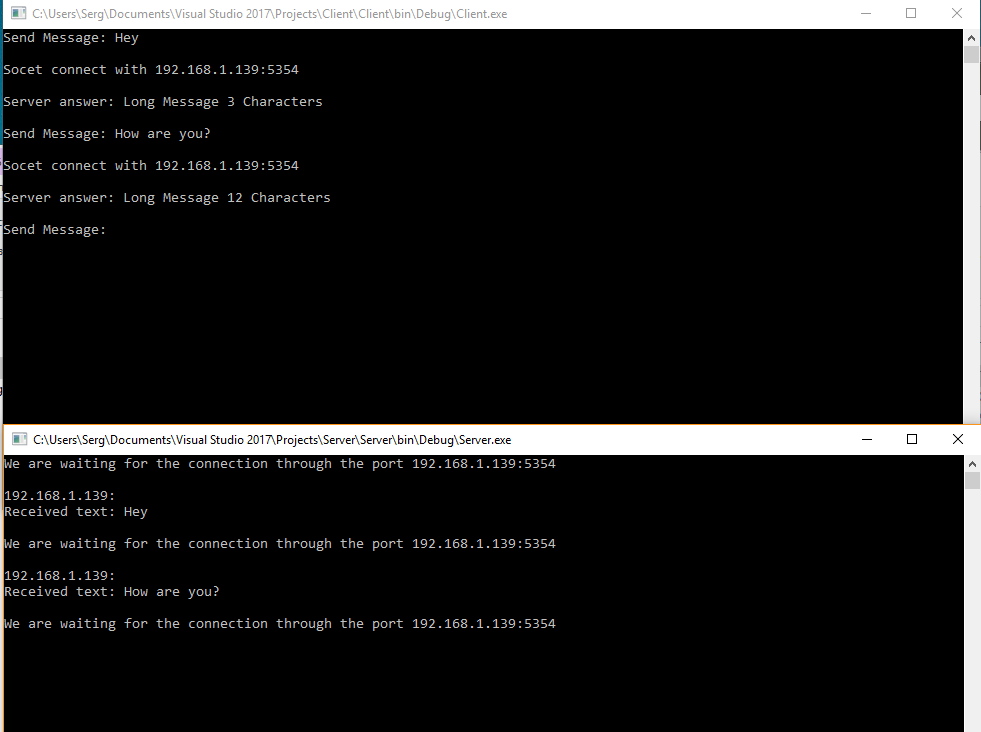 C:\Users\Serg\Documents\Visual Studio 2017\Projects\Client\Client\bin\Debug\Client.exe
Send Message: Hey
Socet connect with 192.168.1.139:5354
Server answer: Long Message 3 Characters
Send Message: How are you?
Socet connect with 192.168.1.139:5354
Server answer: Long Message 12 Characters
Send Message:
C:\Users\Serg\Documents\Visual Studio 2017\Projects\Server\Server\bin\Debug\Server.exe
We are waiting for the connection through the port 192.168.1.139:5354
192.168.1.139:
Received text: Hey
We are waiting for the connection through the port 192.168.1.139:5354
192.168.1.139:
Received text: How are you?
We are waiting for the connection through the port 192.168.1.139:5354